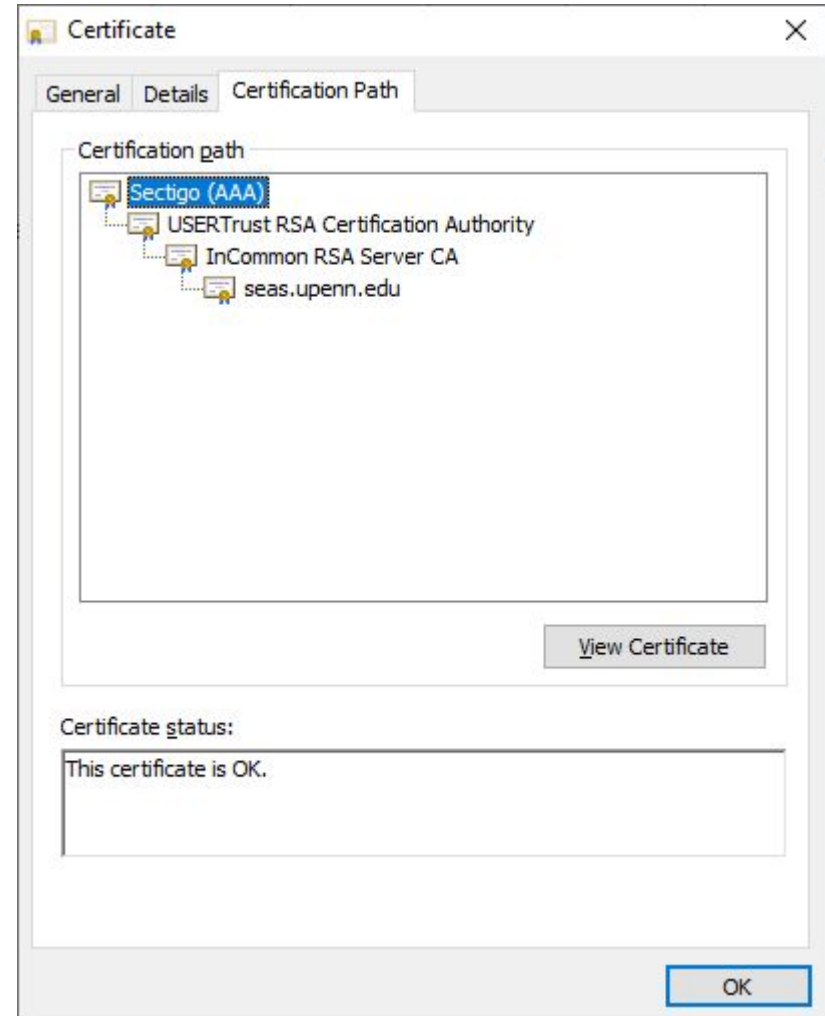 Certificate
General Details Certification Path
Certification path
Sectigo (AAA)
USERTrust RSA Certification Authority
InCommon RSA Server CA
seas.upenn.edu
View Certificate
Certificate status:
This certificate is OK.
OK